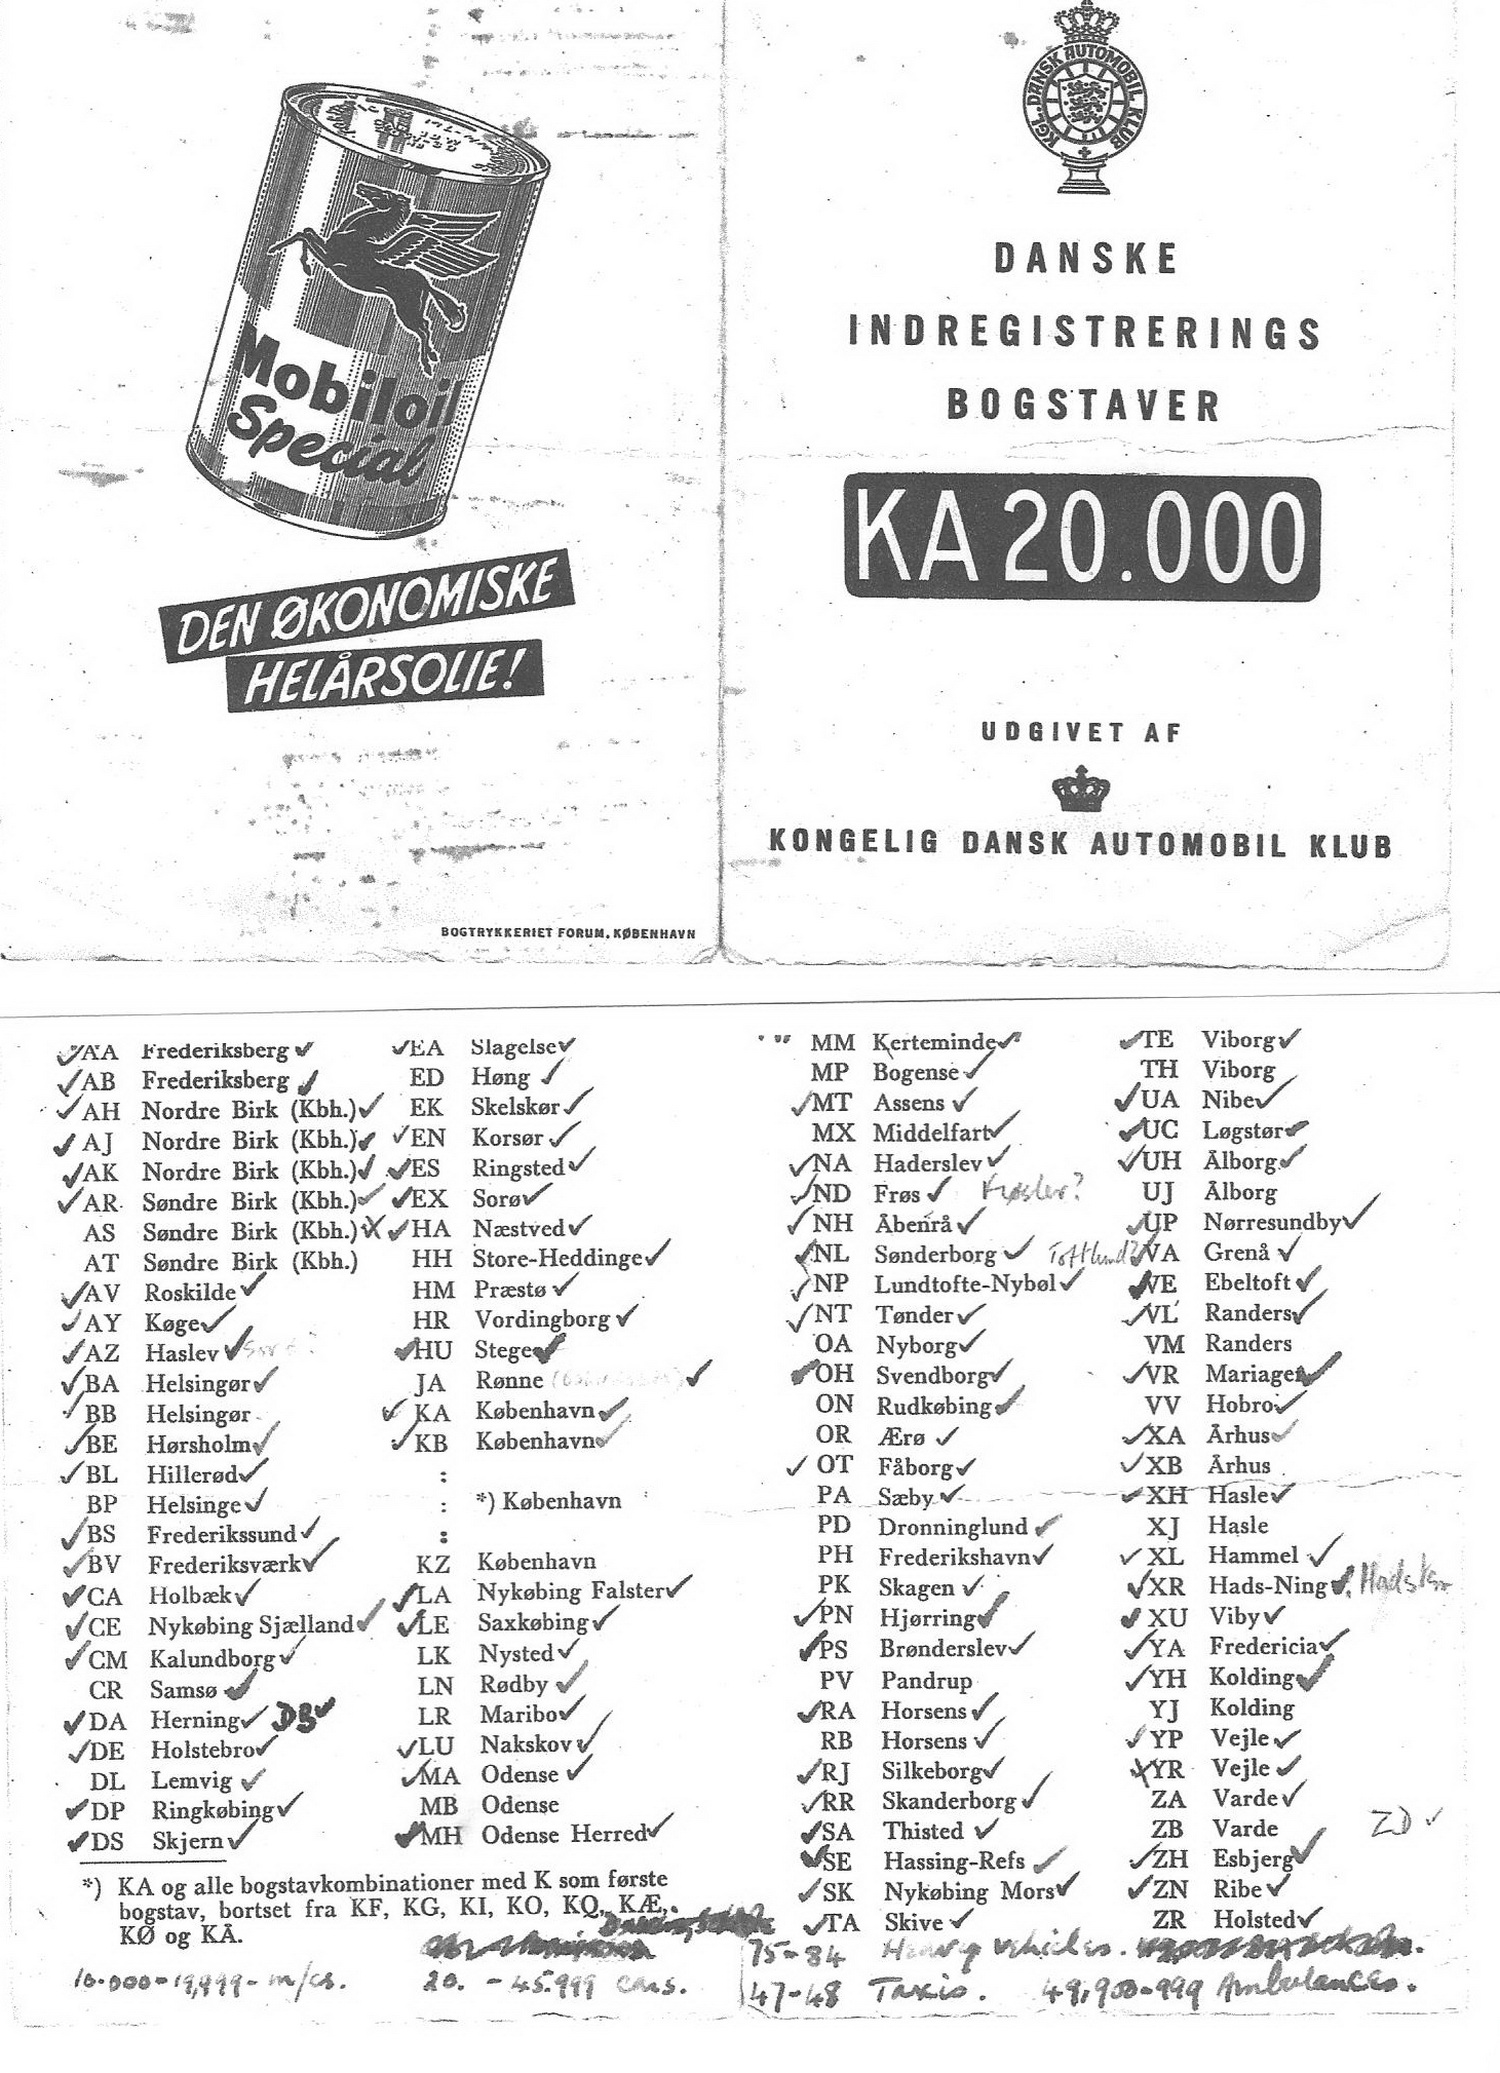 Mobiloil
Special
DEN ØKONOMISKE
HELÅRSOLIE!
BOGTRYKKERIET FORUM. KØBENHAVN
KGL. DANSK AUTOMOBIL KLUB
DANSKE
INDREGISTRERINGS
BOGSTAVER
KA 20.000
UDGIVET AF
KONGELIG DANSK AUTOMOBIL KLUB
AA Frederiksberg ✓
AB Frederiksberg ✓
AH Nordre Birk (Kbh.) ✓
AJ Nordre Birk (Kbh.) ✓
AK Nordre Birk (Kbh.) ✓
AR Søndre Birk (Kbh.) ✓
AS Søndre Birk (Kbh.)
AT Søndre Birk (Kbh.)
AV Roskilde ✓
AY Køge ✓
AZ Haslev ✓
BA Helsingør ✓
BB Helsingør
BE Hørsholm ✓
BL Hillerød ✓
BP Helsinge ✓
BS Frederikssund ✓
BV Frederiksværk ✓
CA Holbæk ✓
CE Nykøbing Sjælland ✓
CM Kalundborg ✓
CR Samsø ✓
DA Herning ✓ DB ✓
DE Holstebro ✓
DL Lemvig ✓
DP Ringkøbing ✓
DS Skjern ✓
EA Slagelse ✓
ED Høng ✓
EK Skelskør ✓
EN Korsør ✓
ES Ringsted ✓
EX Sorø ✓
HA Næstved ✓
HH Store-Heddinge ✓
HM Præstø ✓
HR Vordingborg ✓
HU Stege ✓
JA Rønne ✓
KA København ✓
KB København ✓
:
: *) København
:
KZ København
LA Nykøbing Falster ✓
LE Saxkøbing ✓
LK Nysted ✓
LN Rødby ✓
LR Maribo ✓
LU Nakskov ✓
MA Odense ✓
MB Odense
MH Odense Herred ✓
*) KA og alle bogstavkombinationer med K som første
bogstav, bortset fra KF, KG, KI, KO, KQ, KÆ,
KØ og KÅ.
10.000-19,999- m/cs. 20. - 45.999 cars.
MM Kerteminde ✓
MP Bogense ✓
MT Assens ✓
MX Middelfart ✓
NA Haderslev ✓
ND Frøs ✓
NH Åbenrå ✓
NL Sønderborg ✓ Toftlund?
NP Lundtofte-Nybøl ✓
NT Tønder ✓
OA Nyborg ✓
OH Svendborg ✓
ON Rudkøbing ✓
OR Ærø ✓
OT Fåborg ✓
PA Sæby ✓
PD Dronninglund ✓
PH Frederikshavn ✓
PK Skagen ✓
PN Hjørring ✓
PS Brønderslev ✓
PV Pandrup
RA Horsens ✓
RB Horsens ✓
RJ Silkeborg ✓
RR Skanderborg ✓
SA Thisted ✓
SE Hassing-Refs ✓
SK Nykøbing Mors ✓
TA Skive ✓
TE Viborg ✓
TH Viborg
UA Nibe ✓
UC Løgstør ✓
UH Ålborg ✓
UJ Ålborg
UP Nørresundby ✓
VA Grenå ✓
VE Ebeltoft ✓
VL Randers ✓
VM Randers
VR Mariager ✓
VV Hobro ✓
XA Århus ✓
XB Århus
XH Hasle ✓
XJ Hasle
XL Hammel ✓
XR Hads-Ning ✓
XU Viby ✓
YA Fredericia ✓
YH Kolding ✓
YJ Kolding
YP Vejle ✓
YR Vejle ✓
ZA Varde ✓
ZB Varde ZD ✓
ZH Esbjerg ✓
ZN Ribe ✓
ZR Holsted ✓
75-84 Heavy vehicles.
47-48 Taxis. 49,900-999 Ambulances.